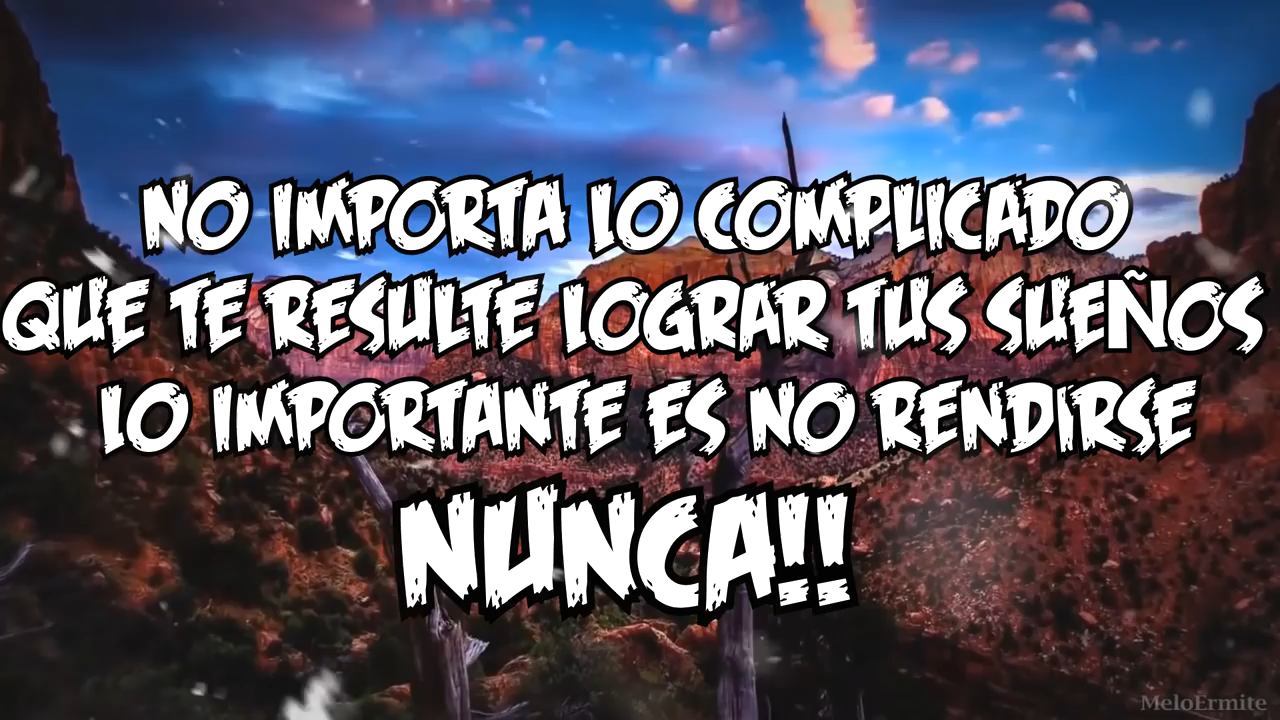 NO IMPORTA LO COMPLICADO
QUE TE RESULTE LOGRAR TUS SUEÑOS
LO IMPORTANTE ES NO RENDIRSE
NUNCA!!
MeloErmite